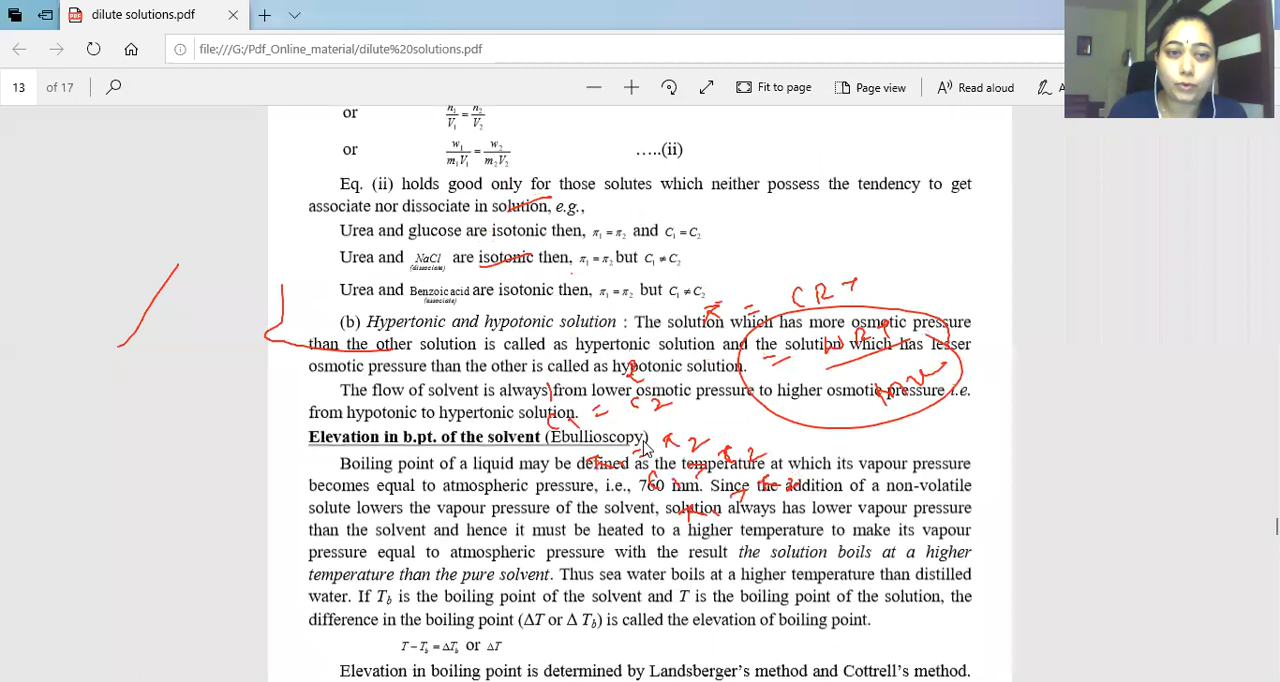 dilute solutions.pdf
file:///G:/Pdf_Online_material/dilute%20solutions.pdf
13 of 17 Fit to page Page view Read aloud
or n₁/V₁ = n₂/V₂
or w₁/m₁V₁ = w₂/m₂V₂ .....(ii)
Eq. (ii) holds good only for those solutes which neither possess the tendency to get
associate nor dissociate in solution, e.g.,
Urea and glucose are isotonic then, π₁ = π₂ and C₁ = C₂
Urea and NaCl (dissociate) are isotonic then, π₁ = π₂ but C₁ ≠ C₂
Urea and Benzoic acid (associate) are isotonic then, π₁ = π₂ but C₁ ≠ C₂
π = CRT
(b) Hypertonic and hypotonic solution : The solution which has more osmotic pressure
than the other solution is called as hypertonic solution and the solution which has lesser
osmotic pressure than the other is called as hypotonic solution.
The flow of solvent is always from lower osmotic pressure to higher osmotic pressure i.e.
from hypotonic to hypertonic solution.
C₁ = C₂
Elevation in b.pt. of the solvent (Ebullioscopy)
Boiling point of a liquid may be defined as the temperature at which its vapour pressure
becomes equal to atmospheric pressure, i.e., 760 mm. Since the addition of a non-volatile
solute lowers the vapour pressure of the solvent, solution always has lower vapour pressure
than the solvent and hence it must be heated to a higher temperature to make its vapour
pressure equal to atmospheric pressure with the result the solution boils at a higher
temperature than the pure solvent. Thus sea water boils at a higher temperature than distilled
water. If T_b is the boiling point of the solvent and T is the boiling point of the solution, the
difference in the boiling point (ΔT or Δ T_b) is called the elevation of boiling point.
T − T_b = ΔT_b or ΔT
Elevation in boiling point is determined by Landsberger's method and Cottrell's method.